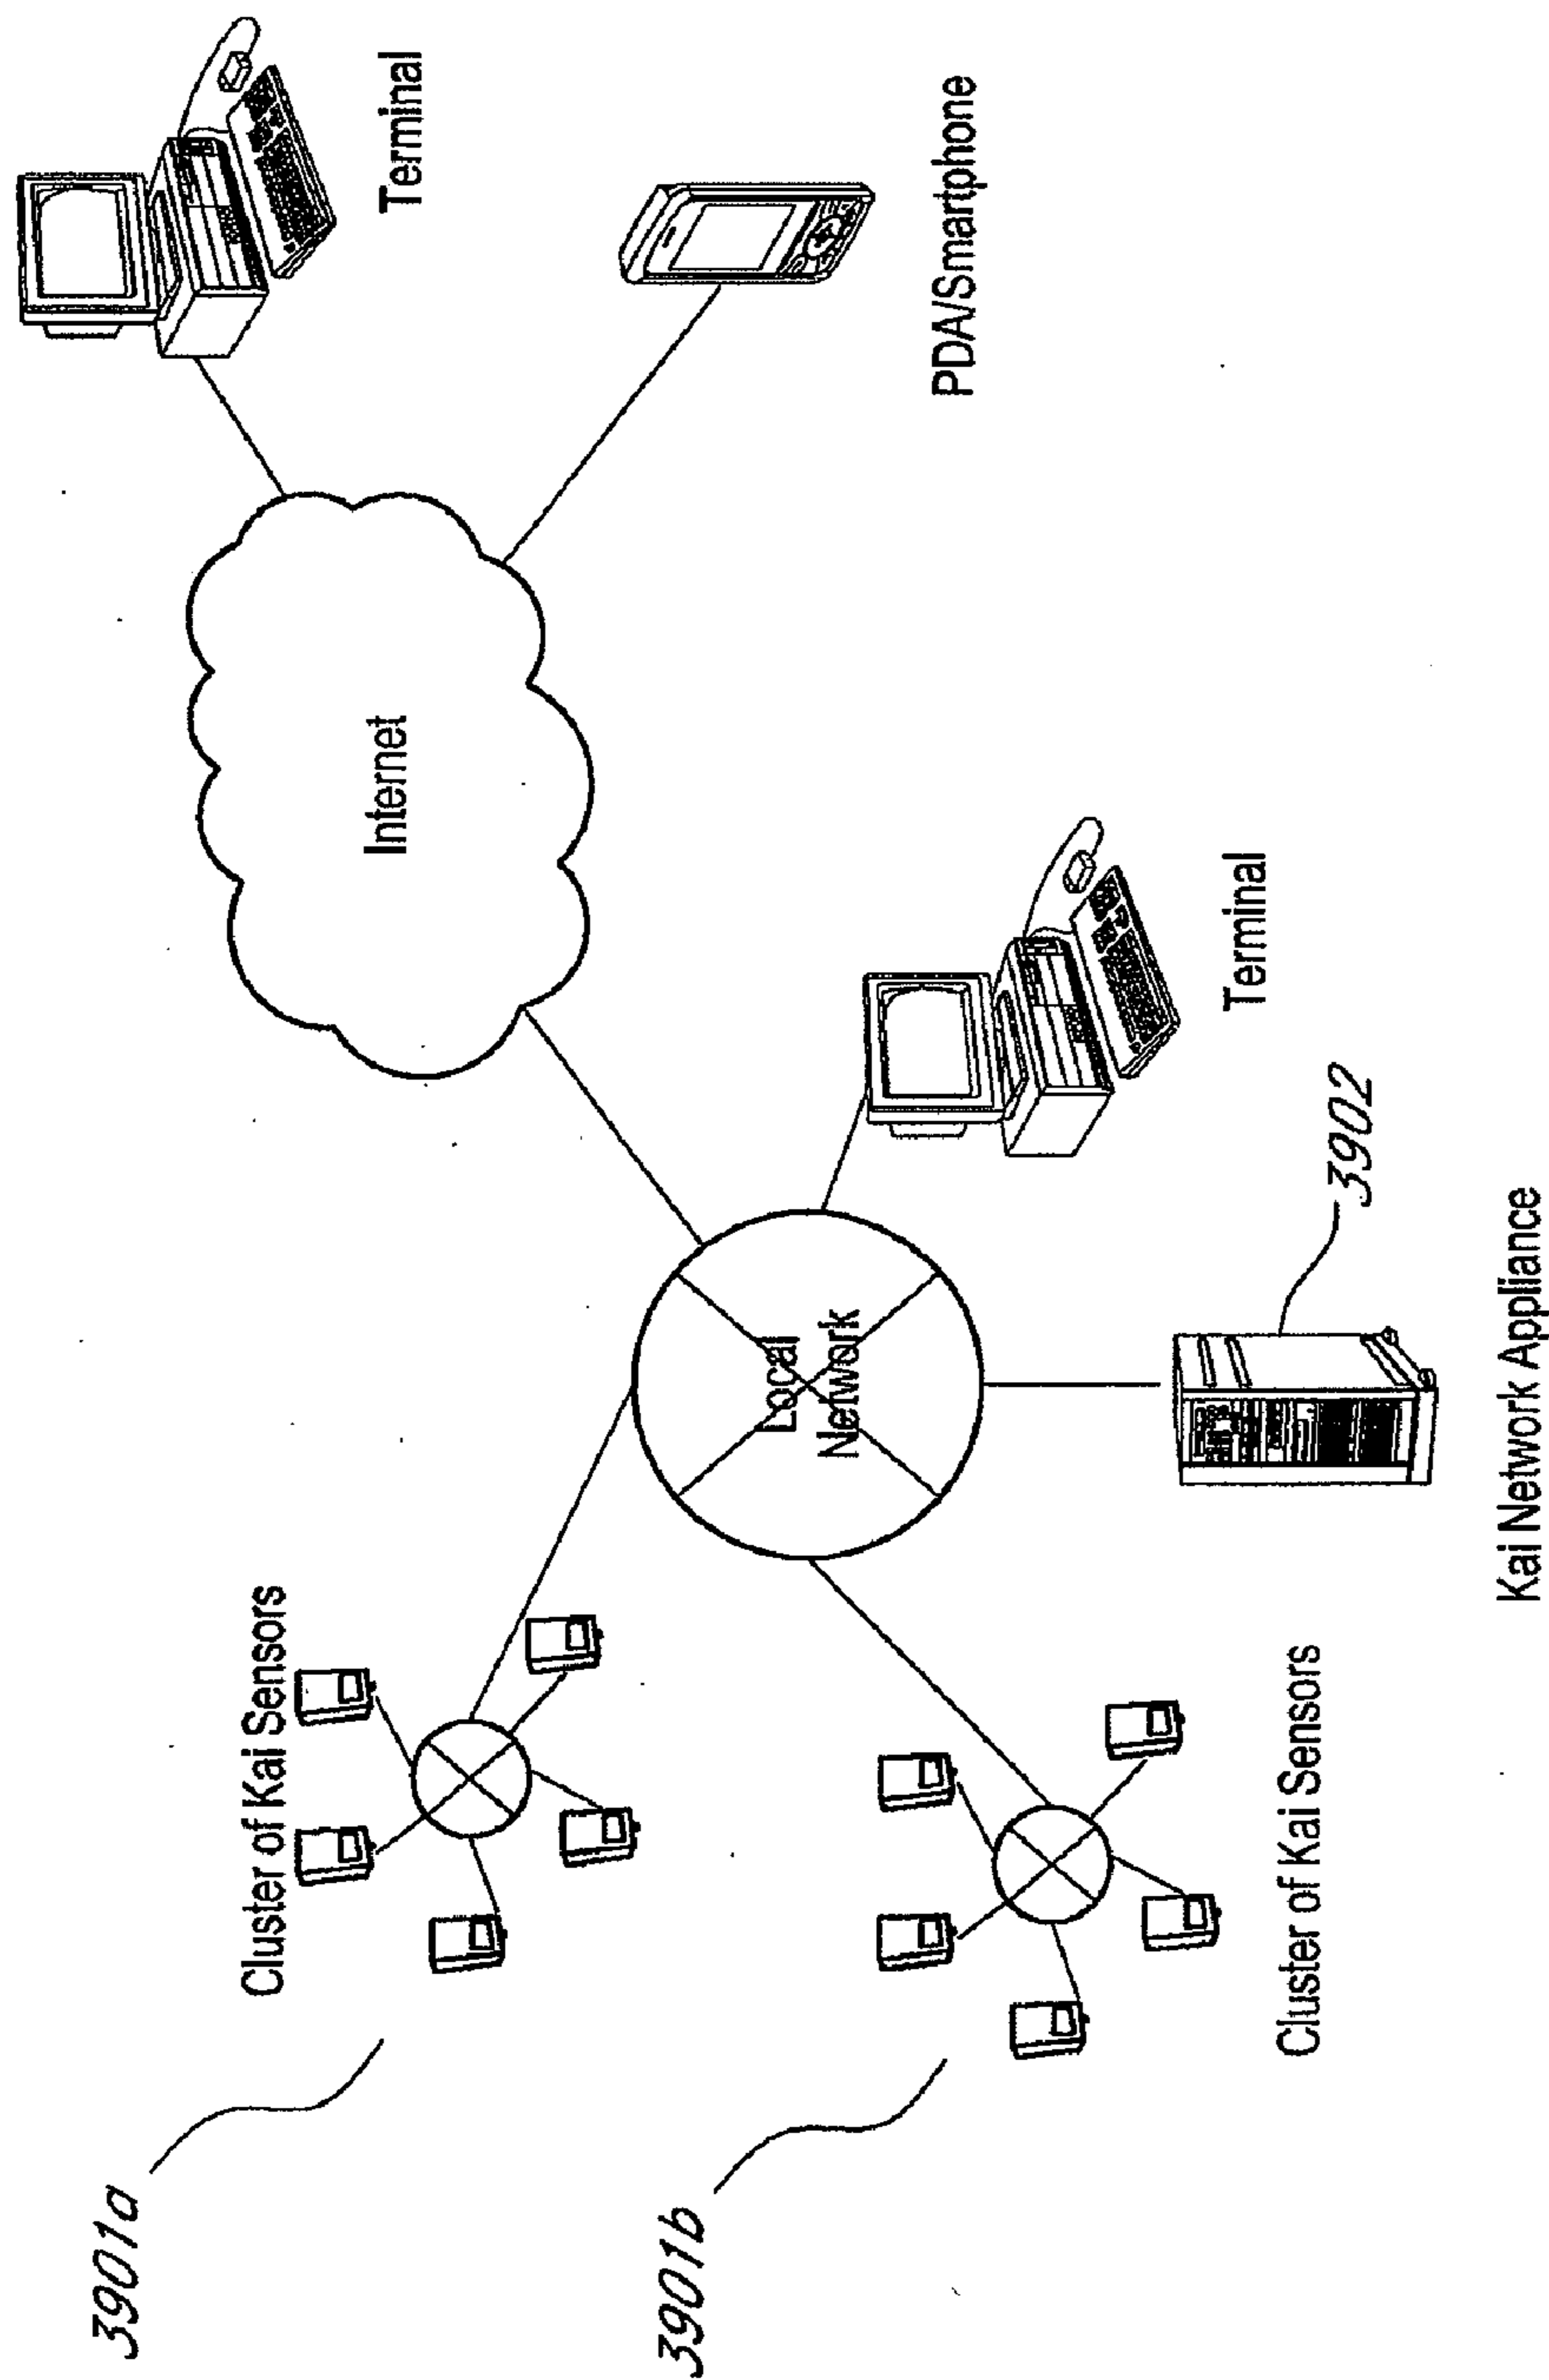 3901a
Cluster of Kai Sensors
3901b
Cluster of Kai Sensors
Local
Network
Kai Network Appliance
3902
Terminal
Internet
Terminal
PDA/Smartphone